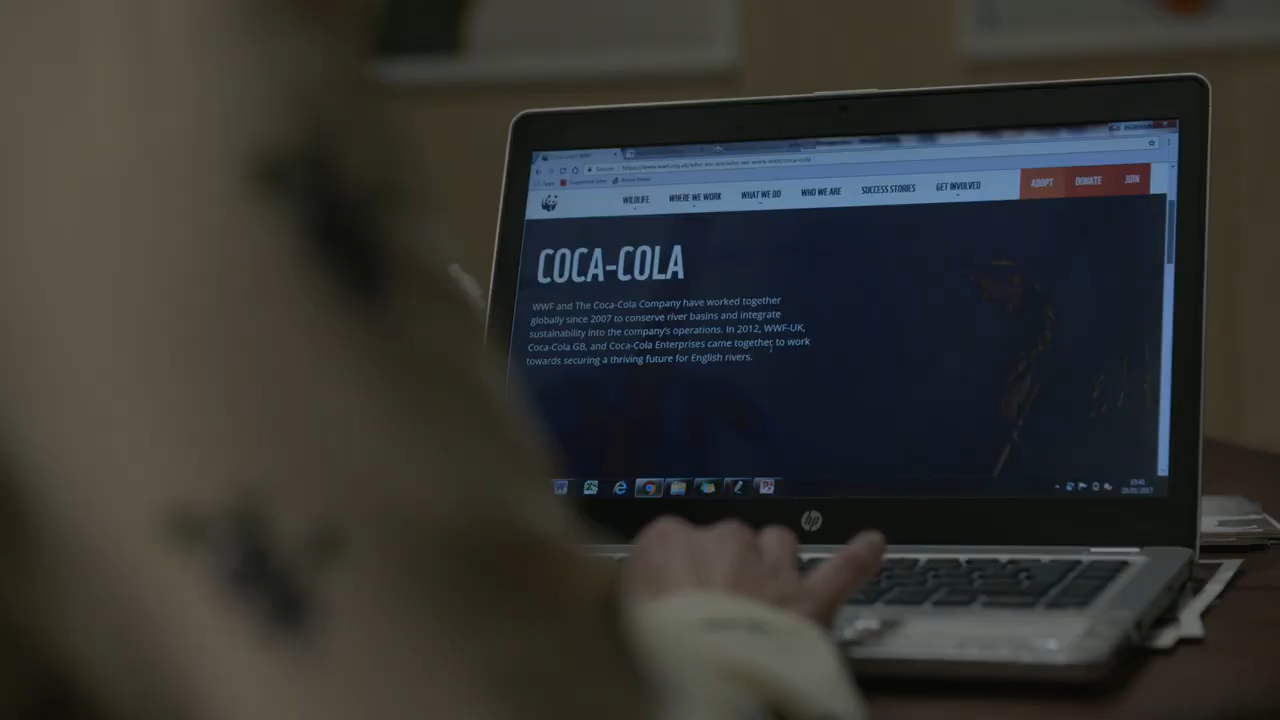 WILDLIFE WHERE WE WORK WHAT WE DO WHO WE ARE SUCCESS STORIES GET INVOLVED ADOPT DONATE JOIN
COCA-COLA
WWF and The Coca-Cola Company have worked together
globally since 2007 to conserve river basins and integrate
sustainability into the company's operations. In 2012, WWF-UK,
Coca-Cola GB, and Coca-Cola Enterprises came together to work
towards securing a thriving future for English rivers.
hp